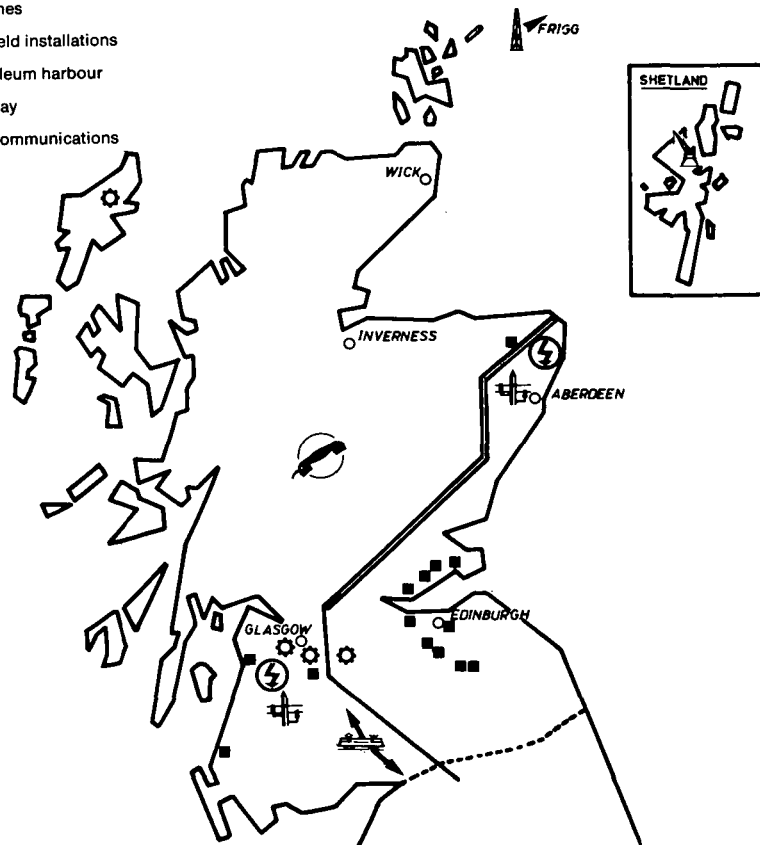 nes
eld installations
leum harbour
ay
ommunications
FRIGG
SHETLAND
WICK
INVERNESS
ABERDEEN
EDINBURGH
GLASGOW